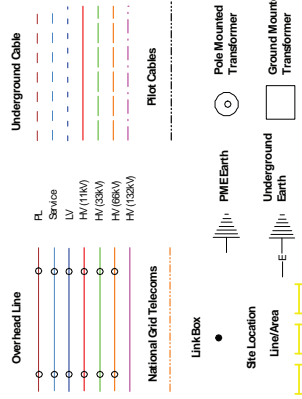 Overhead Line
Underground Cable
PL
Service
LV
HV (11kV)
HV (33kV)
HV (66kV)
HV (132kV)
National Grid Telecoms
Pilot Cables
Link Box
PME Earth
Pole Mounted
Transformer
Site Location
Line/Area
E
Underground
Earth
Ground Mount
Transformer